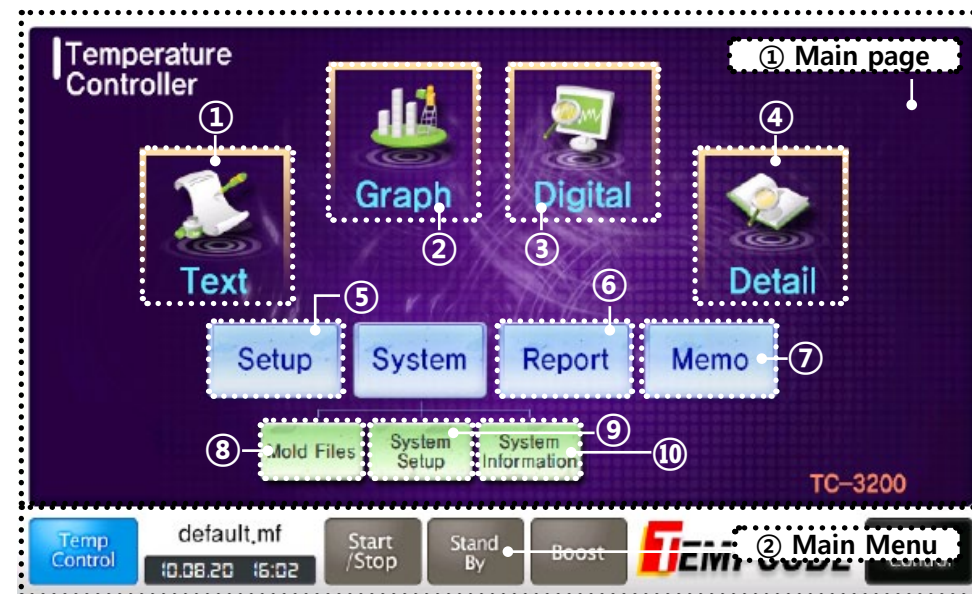 Temperature
Controller
① Main page
①
②
③
④
Text
Graph
Digital
Detail
⑤
⑥
⑦
Setup
System
Report
Memo
⑧
⑨
⑩
Mold Files
System
Setup
System
Information
TC-3200
Temp
Control
default.mf
10.08.20 16:02
Start
/Stop
Stand
By
Boost
② Main Menu